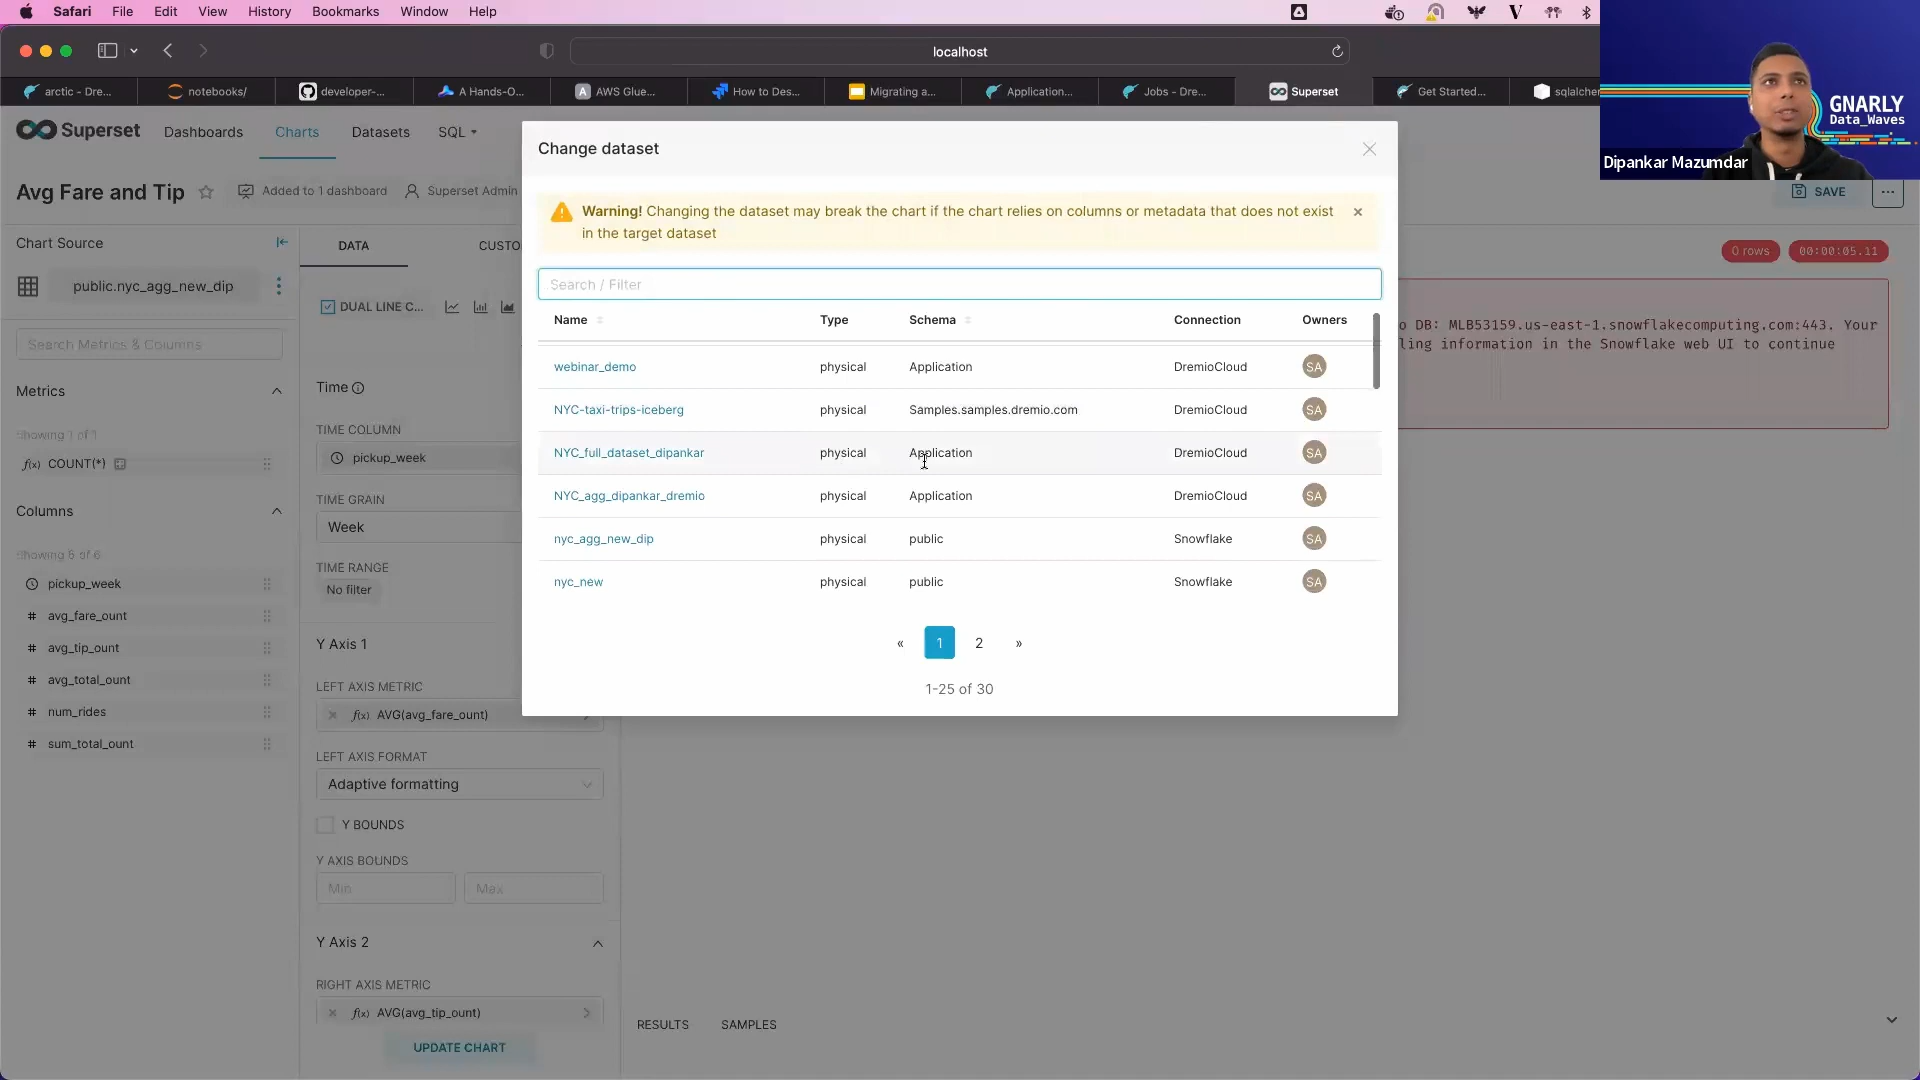 Safari File Edit View History Bookmarks Window Help
localhost
arctic - Dre...
notebooks/
developer-...
A Hands-O...
AWS Glue...
How to Des...
Migrating a...
Application...
Jobs - Dre...
Superset
Get Started...
sqlalche
GNARLY
Data_Waves
Dipankar Mazumdar
Superset
Dashboards
Charts
Datasets
SQL
Avg Fare and Tip
Added to 1 dashboard
Superset Admin
SAVE
Chart Source
public.nyc_agg_new_dip
Search Metrics & Columns
Metrics
Showing 1 of 1
f(x) COUNT(*)
Columns
Showing 6 of 6
pickup_week
# avg_fare_ount
# avg_tip_ount
# avg_total_ount
# num_rides
# sum_total_ount
DATA
CUSTO
DUAL LINE C...
Time
TIME COLUMN
pickup_week
TIME GRAIN
Week
TIME RANGE
No filter
Y Axis 1
LEFT AXIS METRIC
f(x) AVG(avg_fare_ount)
LEFT AXIS FORMAT
Adaptive formatting
Y BOUNDS
Y AXIS BOUNDS
Min
Max
Y Axis 2
RIGHT AXIS METRIC
f(x) AVG(avg_tip_ount)
UPDATE CHART
Change dataset
Warning! Changing the dataset may break the chart if the chart relies on columns or metadata that does not exist
in the target dataset
Search / Filter
Name Type Schema Connection Owners
webinar_demo physical Application DremioCloud SA
NYC-taxi-trips-iceberg physical Samples.samples.dremio.com DremioCloud SA
NYC_full_dataset_dipankar physical Application DremioCloud SA
NYC_agg_dipankar_dremio physical Application DremioCloud SA
nyc_agg_new_dip physical public Snowflake SA
nyc_new physical public Snowflake SA
« 1 2 »
1-25 of 30
0 rows
00:00:05.11
o DB: MLB53159.us-east-1.snowflakecomputing.com:443. Your
ling information in the Snowflake web UI to continue
RESULTS
SAMPLES